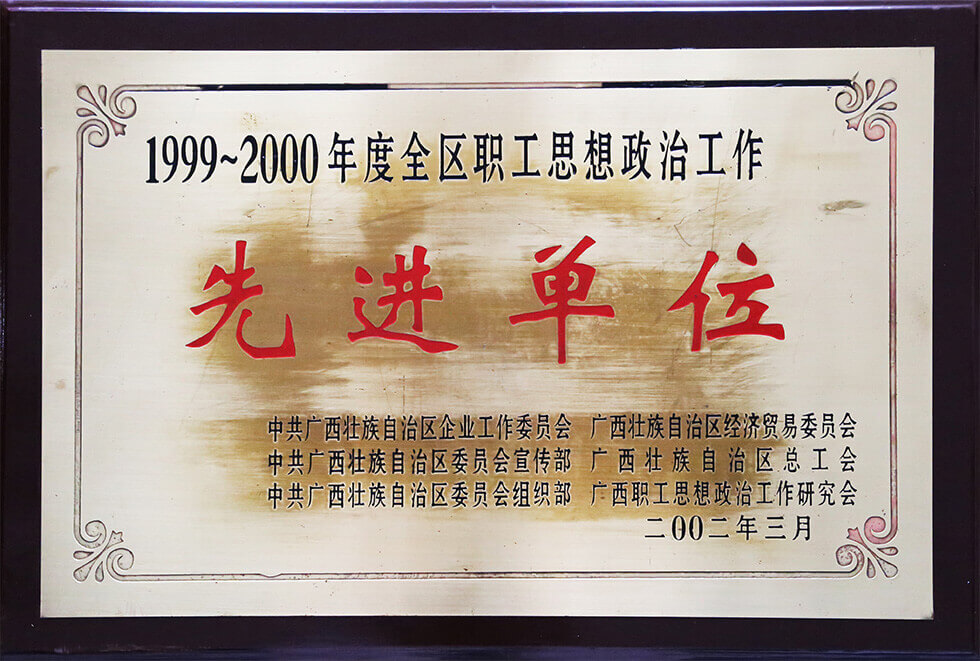 1999~2000年度全区职工思想政治工作
先进单位
中共广西壮族自治区企业工作委员会 广西壮族自治区经济贸易委员会
中共广西壮族自治区委员会宣传部 广西壮族自治区总工会
中共广西壮族自治区委员会组织部 广西职工思想政治工作研究会
二00二年三月